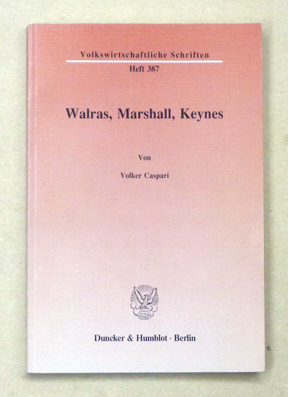 Volkswirtschaftliche Schriften
Heft 387
Walras, Marshall, Keynes
Von
Volker Caspari
Duncker & Humblot · Berlin